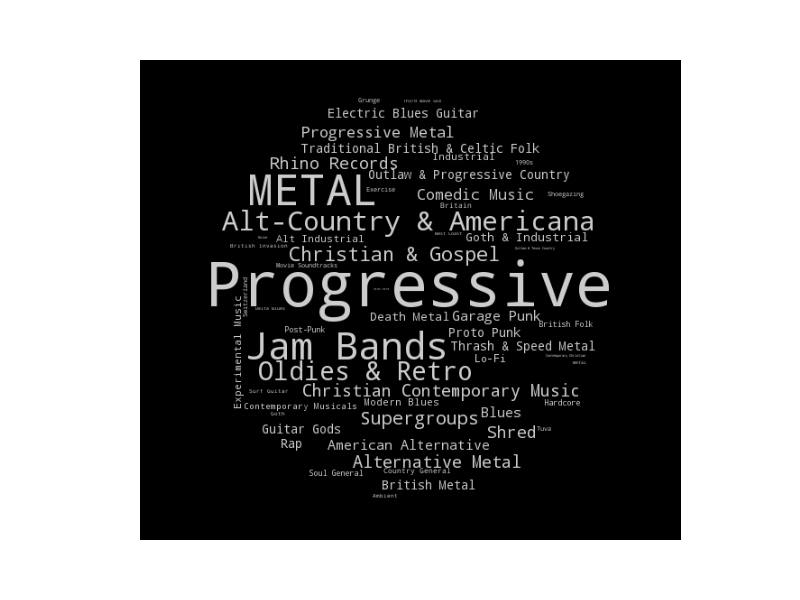 Grunge
Electric Blues Guitar
Progressive Metal
Traditional British & Celtic Folk
Industrial
Rhino Records
1990s
Outlaw & Progressive Country
METAL
Exercise
Comedic Music
Shoegazing
Britain
Alt-Country & Americana
West Coast
Alt Industrial
Goth & Industrial
British Invasion
Christian & Gospel
Movie Soundtracks
Progressive
Switzerland
Experimental Music
Delta Blues
Death Metal
Garage Punk
British Folk
Post-Punk
Proto Punk
Jam Bands
Thrash & Speed Metal
Lo-Fi
Contemporary Christian
Oldies & Retro
Surf Guitar
Christian Contemporary Music
Modern Blues
Hardcore
Contemporary Musicals
Goth
Supergroups
Blues
Guitar Gods
Shred
Tuva
Rap
American Alternative
Alternative Metal
Soul General
Country General
British Metal
Ambient